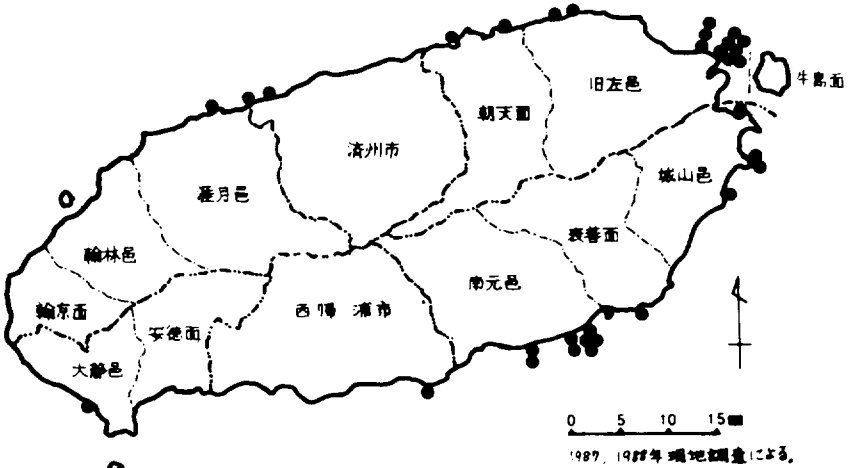 旧左邑
牛島面
朝天面
済州市
城山邑
涯月邑
表善面
翰林邑
南元邑
翰京面
安徳面
西帰浦市
大静邑
0 5 10 15㎞
1987，1988年現地調査による。